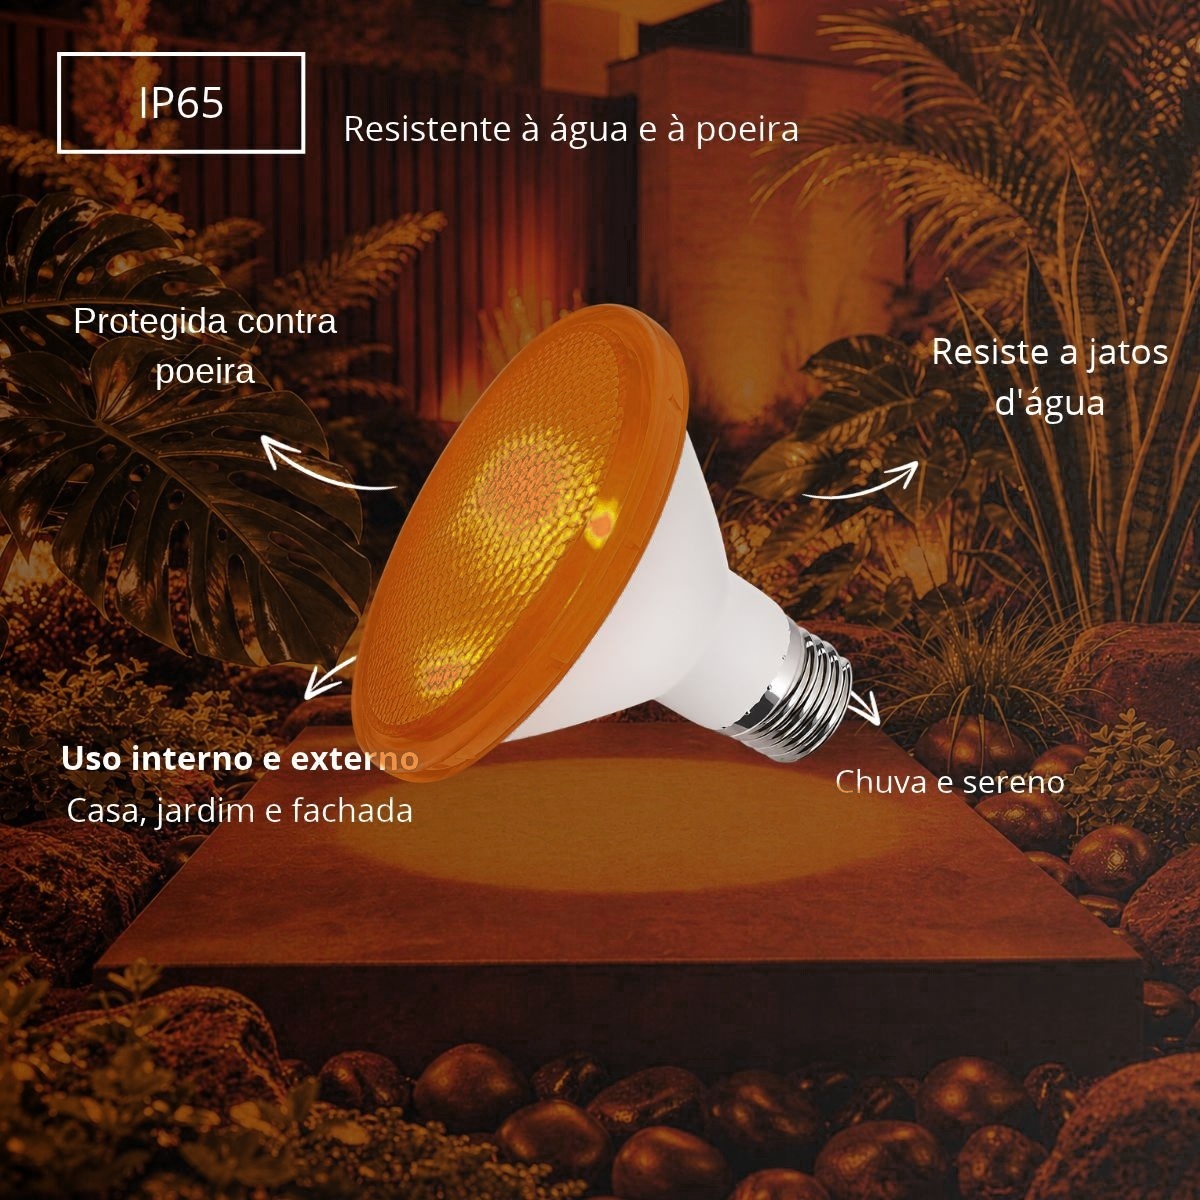 IP65
Resistente à água e à poeira
Protegida contra
poeira
Resiste a jatos
d'água
Uso interno e externo
Casa, jardim e fachada
Chuva e sereno